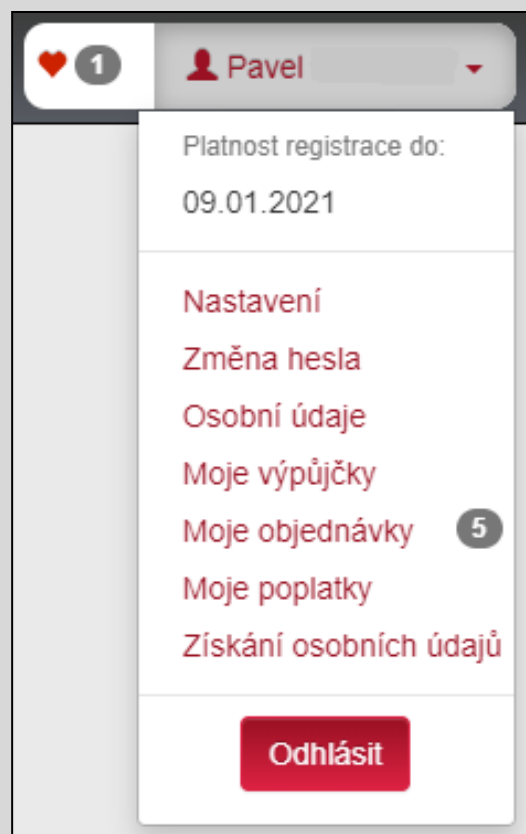 1 Pavel
Platnost registrace do:
09.01.2021
Nastavení
Změna hesla
Osobní údaje
Moje výpůjčky
Moje objednávky 5
Moje poplatky
Získání osobních údajů
Odhlásit